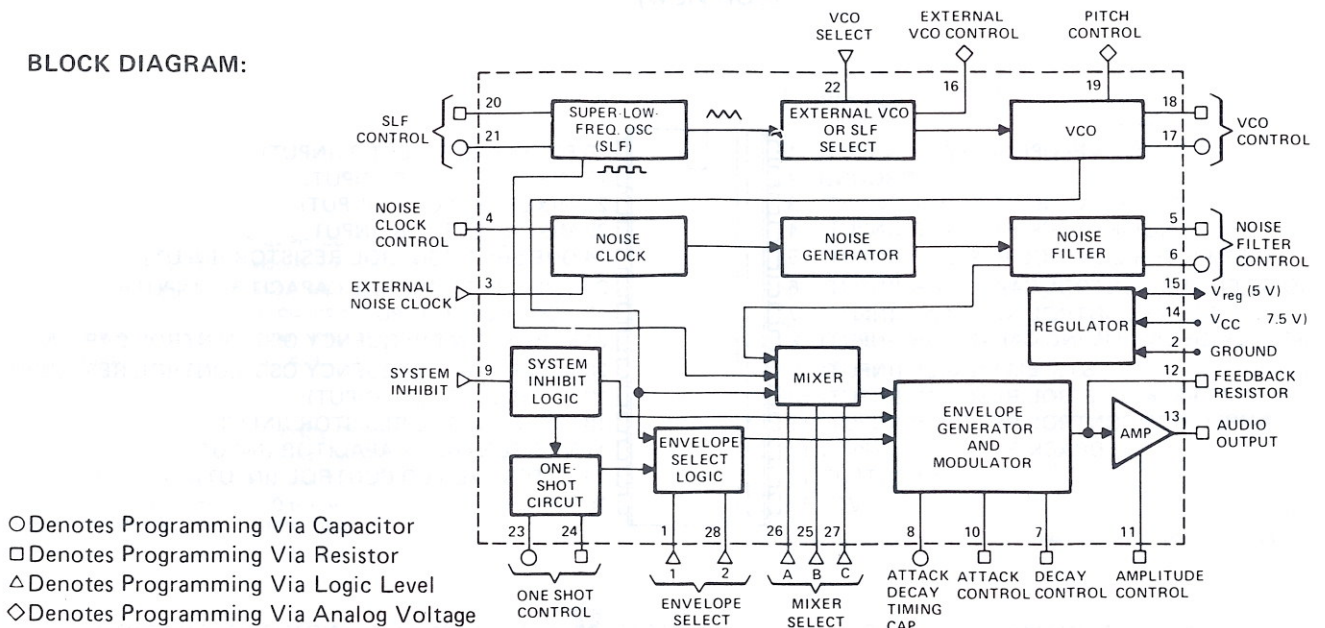 BLOCK DIAGRAM:
VCO
SELECT
EXTERNAL
VCO CONTROL
PITCH
CONTROL
22
16
19
SLF
CONTROL
20
21
SUPER-LOW-
FREQ. OSC
(SLF)
EXTERNAL VCO
OR SLF
SELECT
VCO
18
17
VCO
CONTROL
NOISE
CLOCK
CONTROL
4
NOISE
CLOCK
NOISE
GENERATOR
NOISE
FILTER
5
6
NOISE
FILTER
CONTROL
EXTERNAL
NOISE CLOCK
3
REGULATOR
15
Vreg (5 V)
14
VCC 7.5 V)
2
GROUND
SYSTEM
INHIBIT
9
SYSTEM
INHIBIT
LOGIC
MIXER
12
FEEDBACK
RESISTOR
ENVELOPE
GENERATOR
AND
MODULATOR
AMP
13
AUDIO
OUTPUT
ENVELOPE
SELECT
LOGIC
ONE-
SHOT
CIRCUT
23
24
1
28
26
25
27
8
10
7
11
1
2
A
B
C
ONE SHOT
CONTROL
ENVELOPE
SELECT
MIXER
SELECT
ATTACK
DECAY
TIMING
CAP
ATTACK
CONTROL
DECAY
CONTROL
AMPLITUDE
CONTROL
○ Denotes Programming Via Capacitor
□ Denotes Programming Via Resistor
△ Denotes Programming Via Logic Level
◇ Denotes Programming Via Analog Voltage